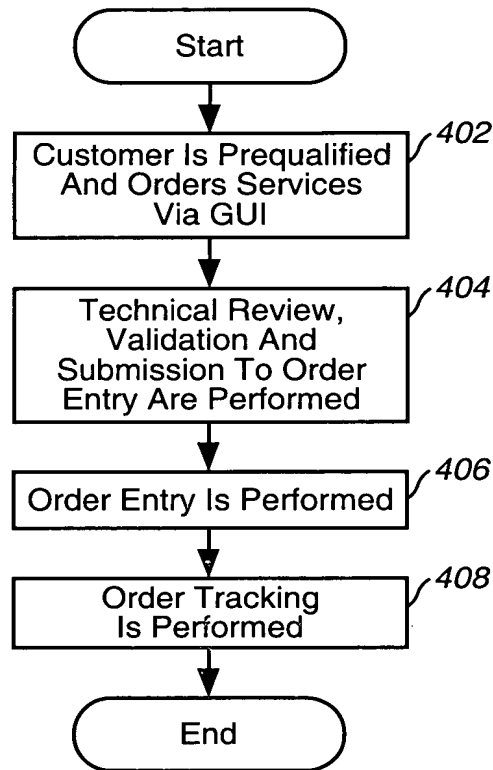 Start
402
Customer Is Prequalified
And Orders Services
Via GUI
404
Technical Review,
Validation And
Submission To Order
Entry Are Performed
406
Order Entry Is Performed
408
Order Tracking
Is Performed
End